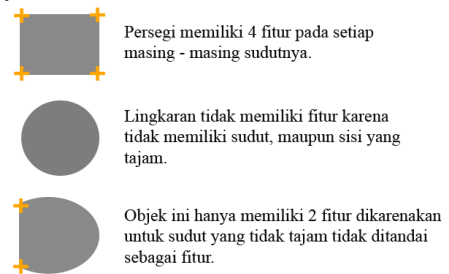 Persegi memiliki 4 fitur pada setiap
masing - masing sudutnya.
Lingkaran tidak memiliki fitur karena
tidak memiliki sudut, maupun sisi yang
tajam.
Objek ini hanya memiliki 2 fitur dikarenakan
untuk sudut yang tidak tajam tidak ditandai
sebagai fitur.